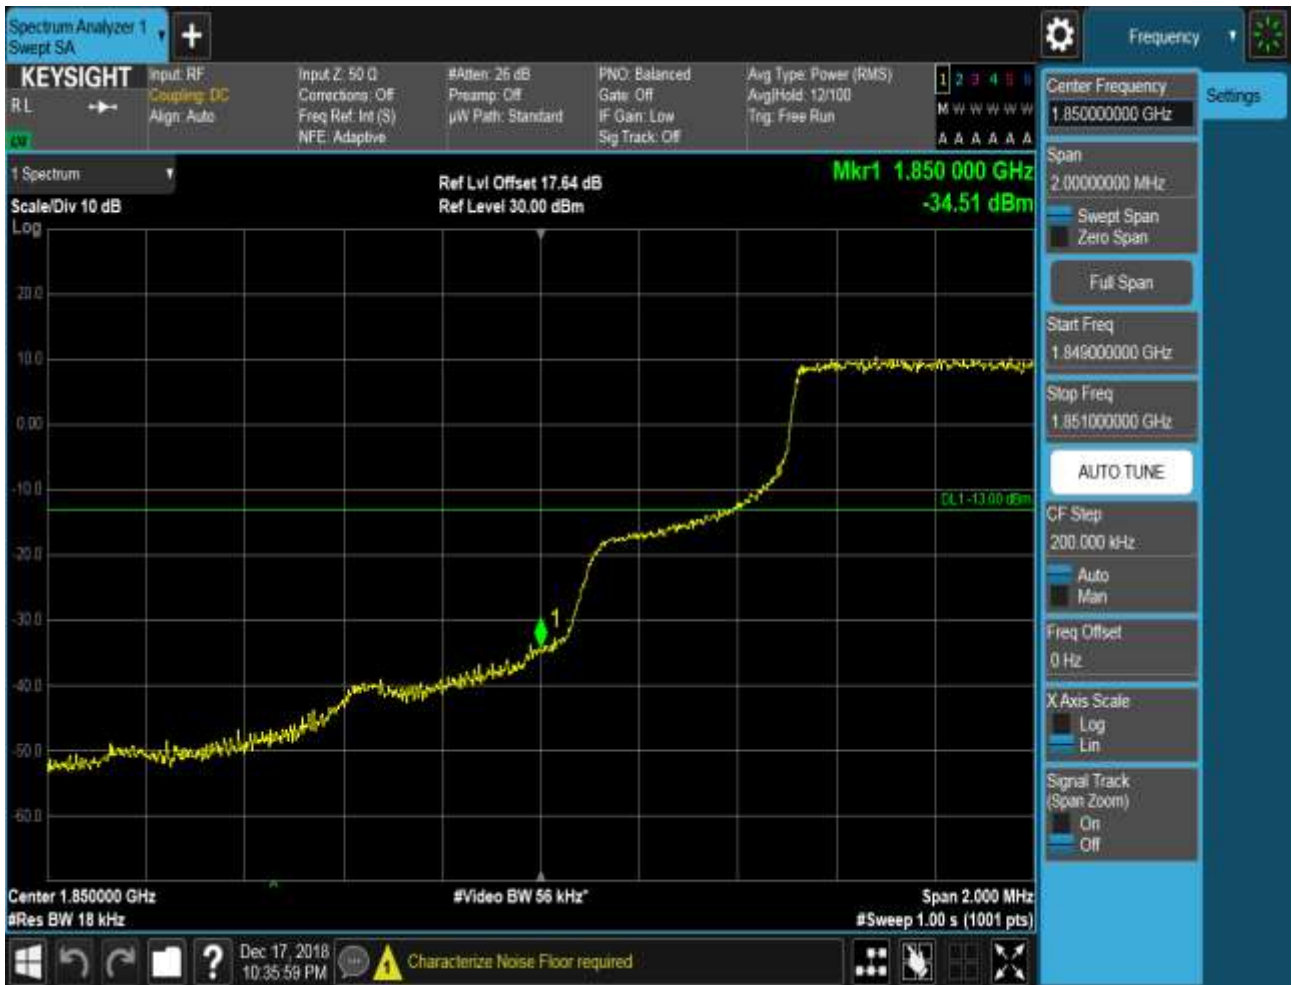 Spectrum Analyzer 1
Swept SA
Frequency
KEYSIGHT
R L
Input: RF
Coupling: DC
Align: Auto
Input Z: 50 Ω
Corrections: Off
Freq Ref: Int (S)
NFE: Adaptive
#Atten: 26 dB
Preamp: Off
µW Path: Standard
PNO: Balanced
Gate: Off
IF Gain: Low
Sig Track: Off
Avg Type: Power (RMS)
Avg|Hold: 12/100
Trig: Free Run
1 2 3 4 5 6
M W W W W W
A A A A A A
Center Frequency
1.850000000 GHz
Settings
Span
2.00000000 MHz
Swept Span
Zero Span
Full Span
Start Freq
1.849000000 GHz
Stop Freq
1.851000000 GHz
AUTO TUNE
CF Step
200.000 kHz
Auto
Man
Freq Offset
0 Hz
X Axis Scale
Log
Lin
Signal Track
(Span Zoom)
On
Off
1 Spectrum
Scale/Div 10 dB
Log
Ref Lvl Offset 17.64 dB
Ref Level 30.00 dBm
Mkr1 1.850 000 GHz
-34.51 dBm
20.0
10.0
0.00
-10.0
DL1 -13.00 dBm
-20.0
-30.0
1
-40.0
-50.0
-60.0
Center 1.850000 GHz
#Video BW 56 kHz*
Span 2.000 MHz
#Res BW 18 kHz
#Sweep 1.00 s (1001 pts)
?
Dec 17, 2018
10:35:59 PM
1
Characterize Noise Floor required